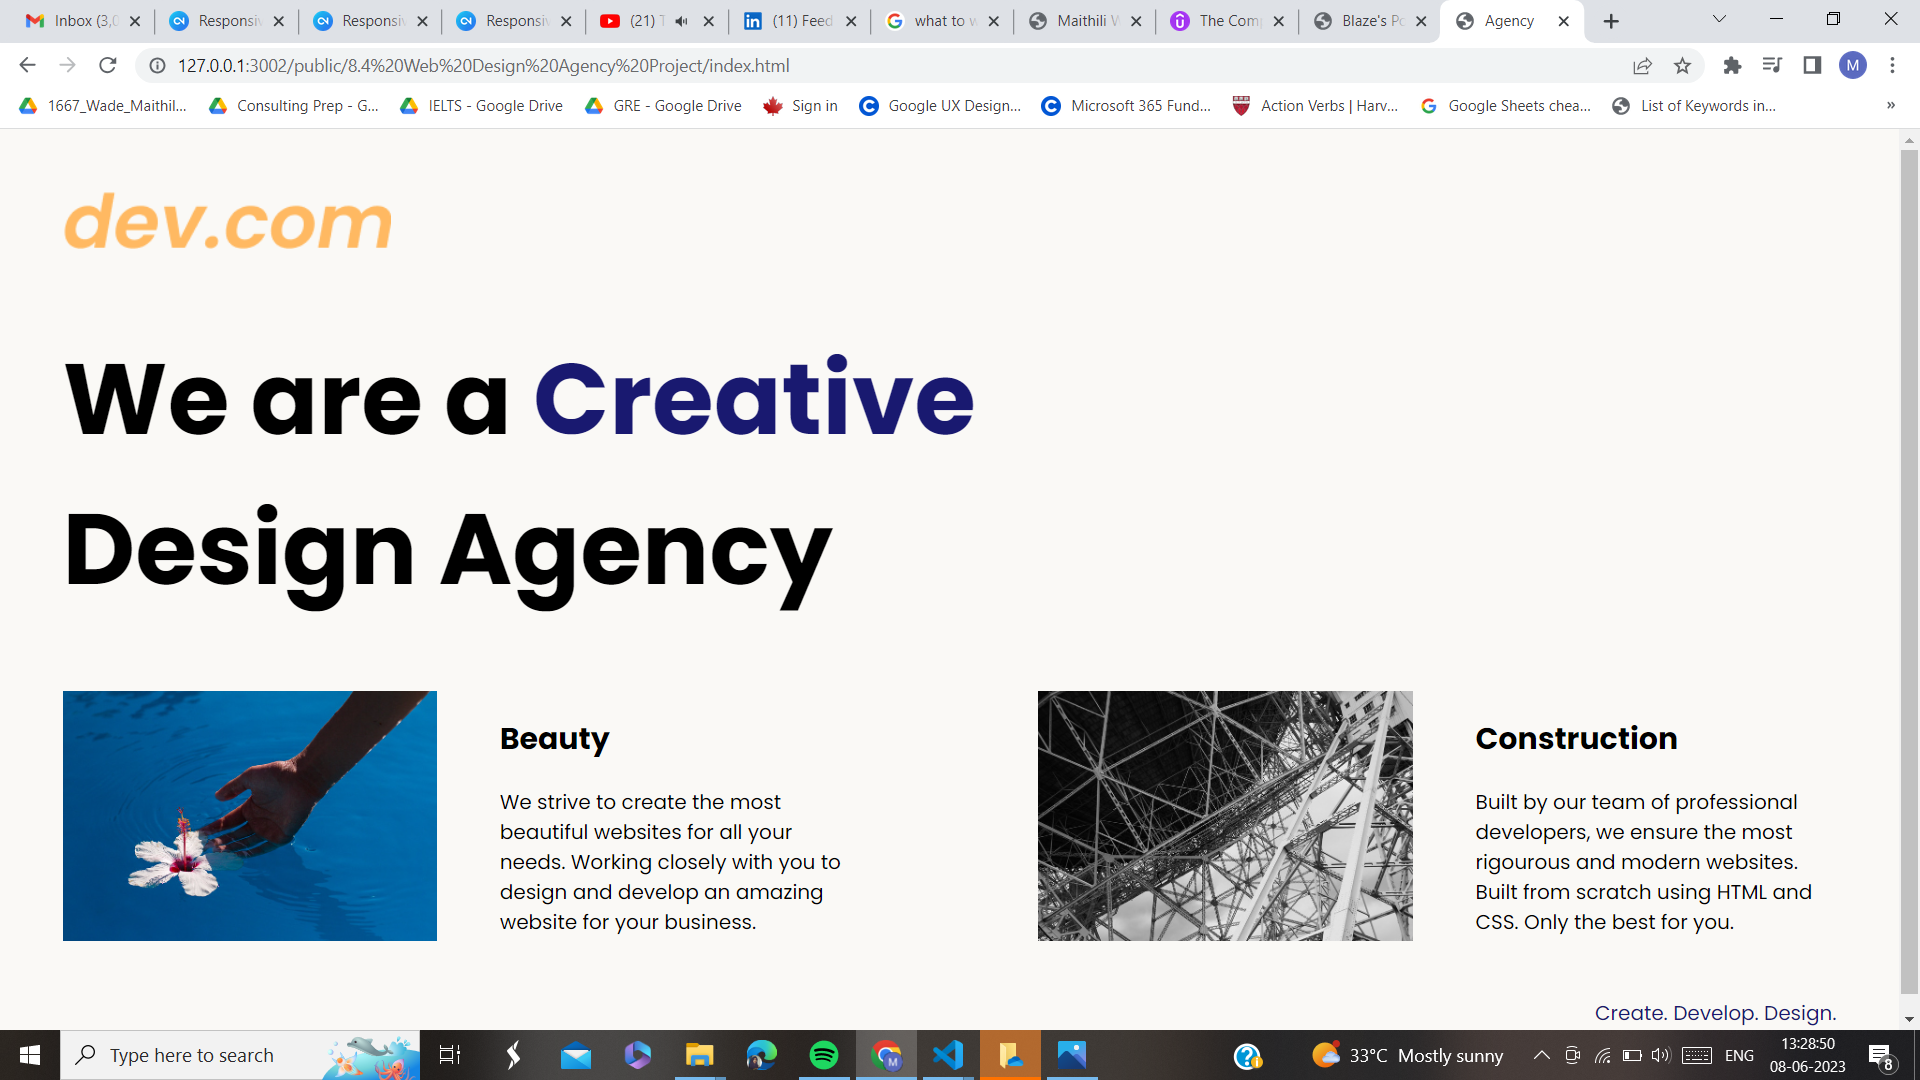 Inbox (3,0
Responsiv
Responsiv
Responsiv
(21) T
(11) Feed
what to w
Maithili W
The Comp
Blaze's Po
Agency
127.0.0.1:3002/public/8.4%20Web%20Design%20Agency%20Project/index.html
M
1667_Wade_Maithil...
Consulting Prep - G...
IELTS - Google Drive
GRE - Google Drive
Sign in
Google UX Design...
Microsoft 365 Fund...
Action Verbs | Harv...
Google Sheets chea...
List of Keywords in...
»
dev.com
We are a Creative
Design Agency
Beauty
We strive to create the most
beautiful websites for all your
needs. Working closely with you to
design and develop an amazing
website for your business.
Construction
Built by our team of professional
developers, we ensure the most
rigourous and modern websites.
Built from scratch using HTML and
CSS. Only the best for you.
Create. Develop. Design.
Type here to search
33°C Mostly sunny
ENG
13:28:50
08-06-2023
8